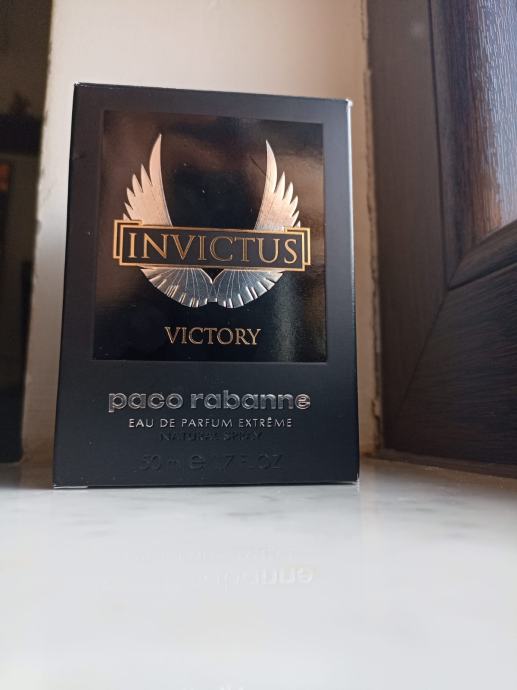 INVICTUS
VICTORY
paco rabanne
EAU DE PARFUM EXTRÊME
NATURAL SPRAY
50 ml e 1.7 FL.OZ